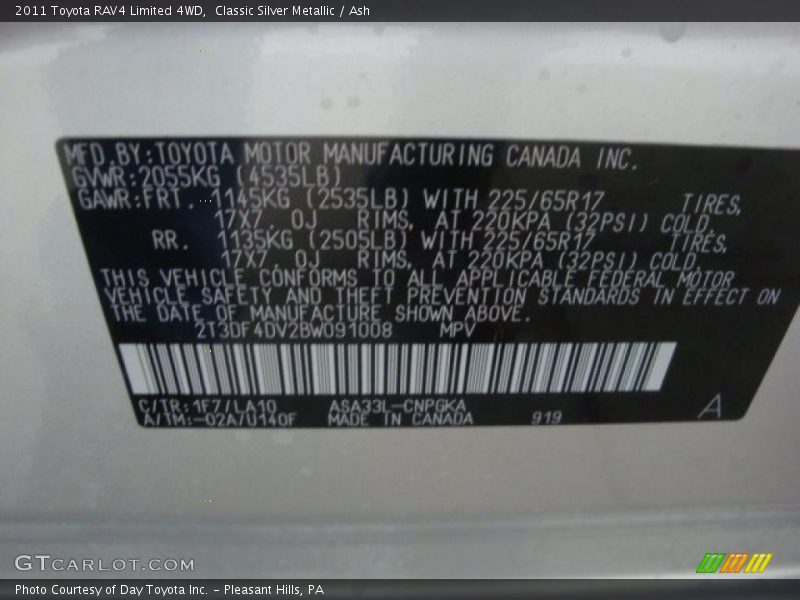 2011 Toyota RAV4 Limited 4WD,  Classic Silver Metallic / Ash
MFD.BY:TOYOTA MOTOR MANUFACTURING CANADA INC.
GVWR:2055KG (4535LB)
GAWR:FRT. 1145KG (2535LB) WITH 225/65R17 TIRES,
17X7. OJ RIMS, AT 220KPA (32PSI) COLD,
RR. 1135KG (2505LB) WITH 225/65R17 TIRES,
17X7. OJ RIMS, AT 220KPA (32PSI) COLD,
THIS VEHICLE CONFORMS TO ALL APPLICABLE FEDERAL MOTOR
VEHICLE SAFETY AND THEFT PREVENTION STANDARDS IN EFFECT ON
THE DATE OF MANUFACTURE SHOWN ABOVE.
2T3DF4DV2BW091008 MPV
C/TR:1F7/LA10 ASA33L-CNPGKA
A/TM:-02A/U140F MADE IN CANADA 919 A
GTCARLOT.COM
Photo Courtesy of Day Toyota Inc. - Pleasant Hills, PA